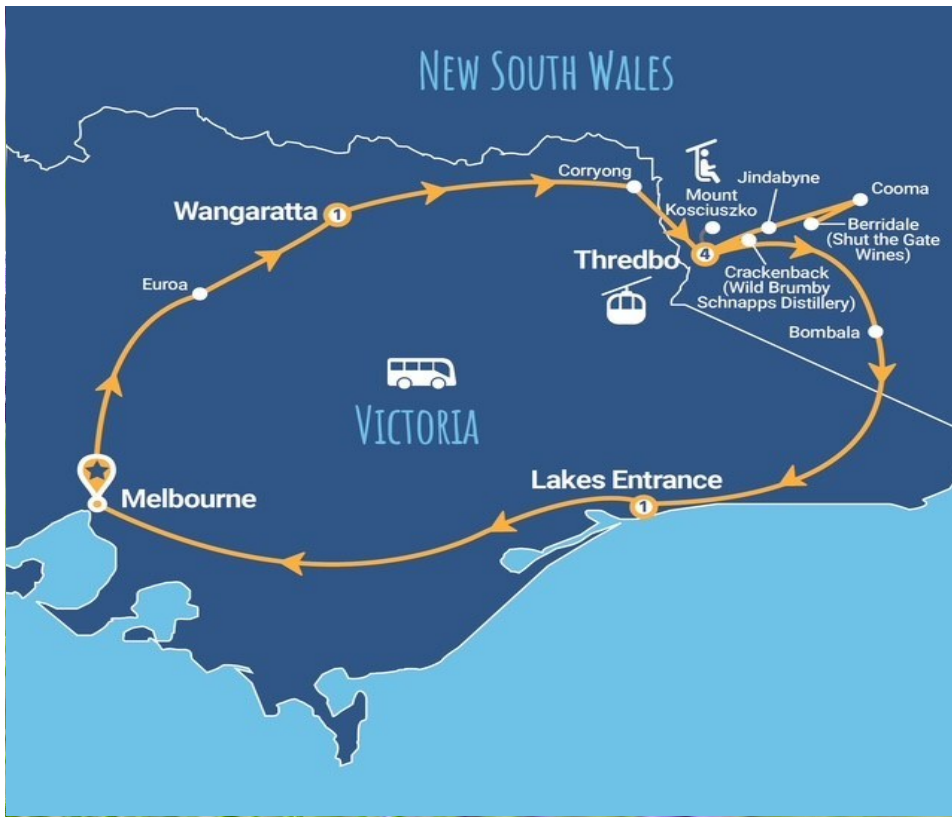 NEW SOUTH WALES
Corryong
Mount
Kosciuszko
Jindabyne
Cooma
Wangaratta
1
Berridale
(Shut the Gate
Wines)
Thredbo
4
Crackenback
(Wild Brumby
Schnapps Distillery)
Euroa
Bombala
VICTORIA
Lakes Entrance
1
Melbourne